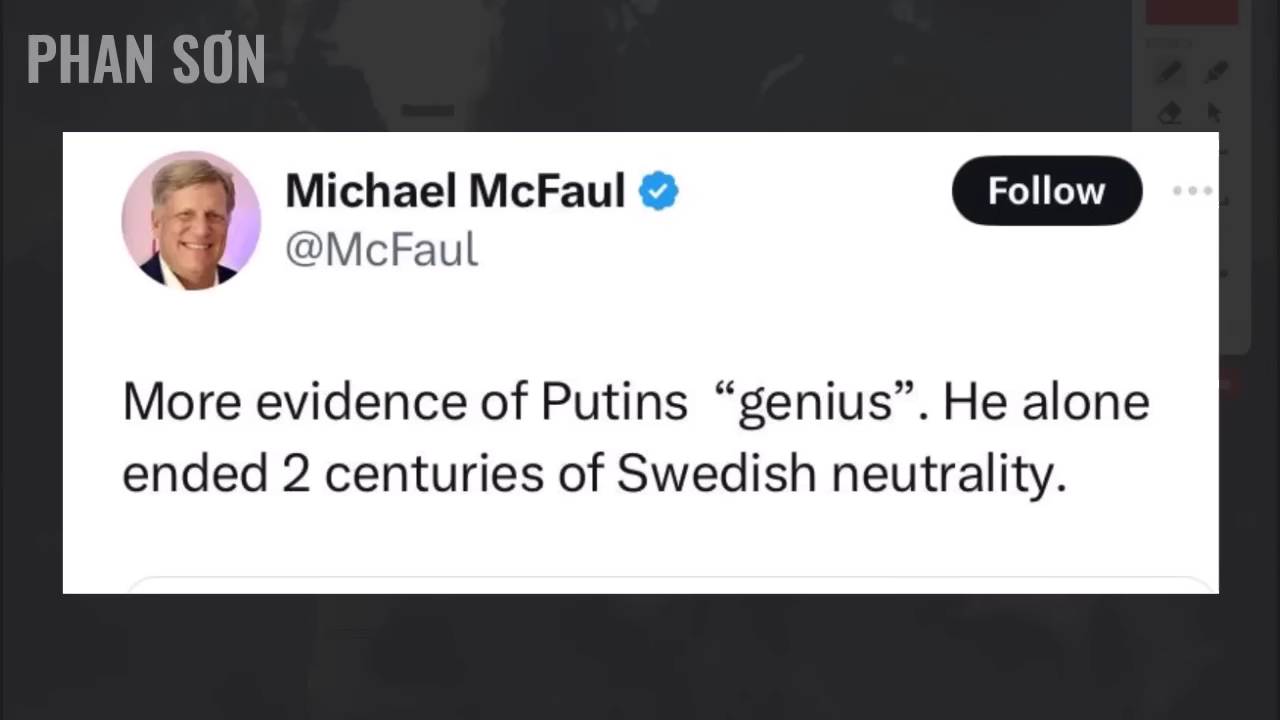 PHAN SƠN
Michael McFaul
Follow
@McFaul
More evidence of Putins “genius”. He alone
ended 2 centuries of Swedish neutrality.